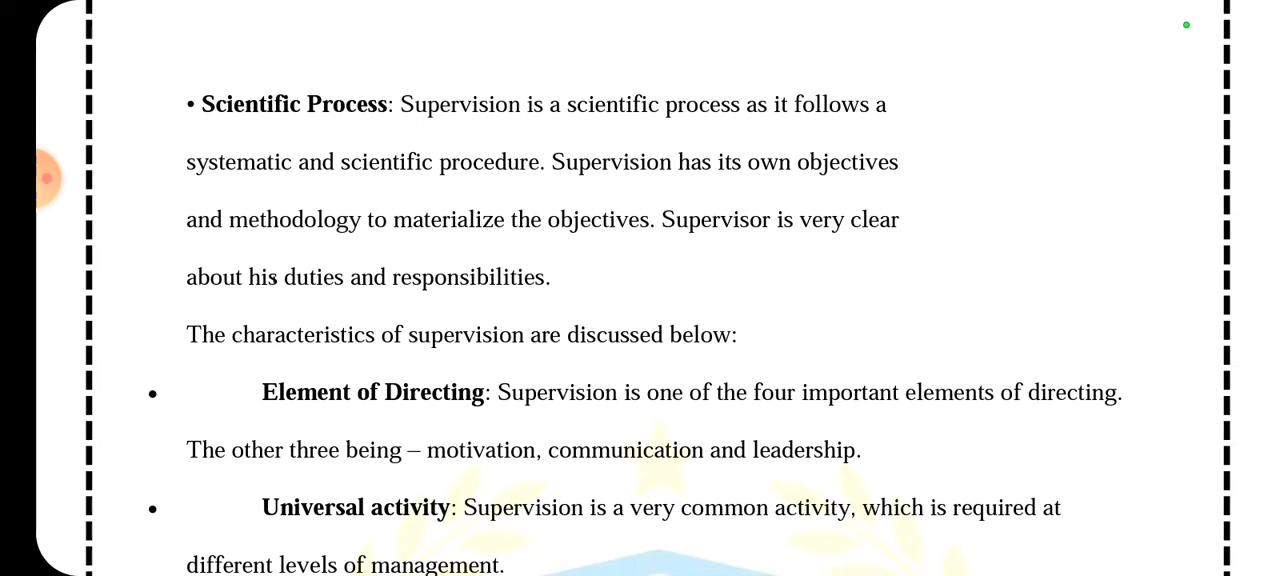 • Scientific Process: Supervision is a scientific process as it follows a
systematic and scientific procedure. Supervision has its own objectives
and methodology to materialize the objectives. Supervisor is very clear
about his duties and responsibilities.
The characteristics of supervision are discussed below:
• Element of Directing: Supervision is one of the four important elements of directing.
The other three being – motivation, communication and leadership.
• Universal activity: Supervision is a very common activity, which is required at
different levels of management.